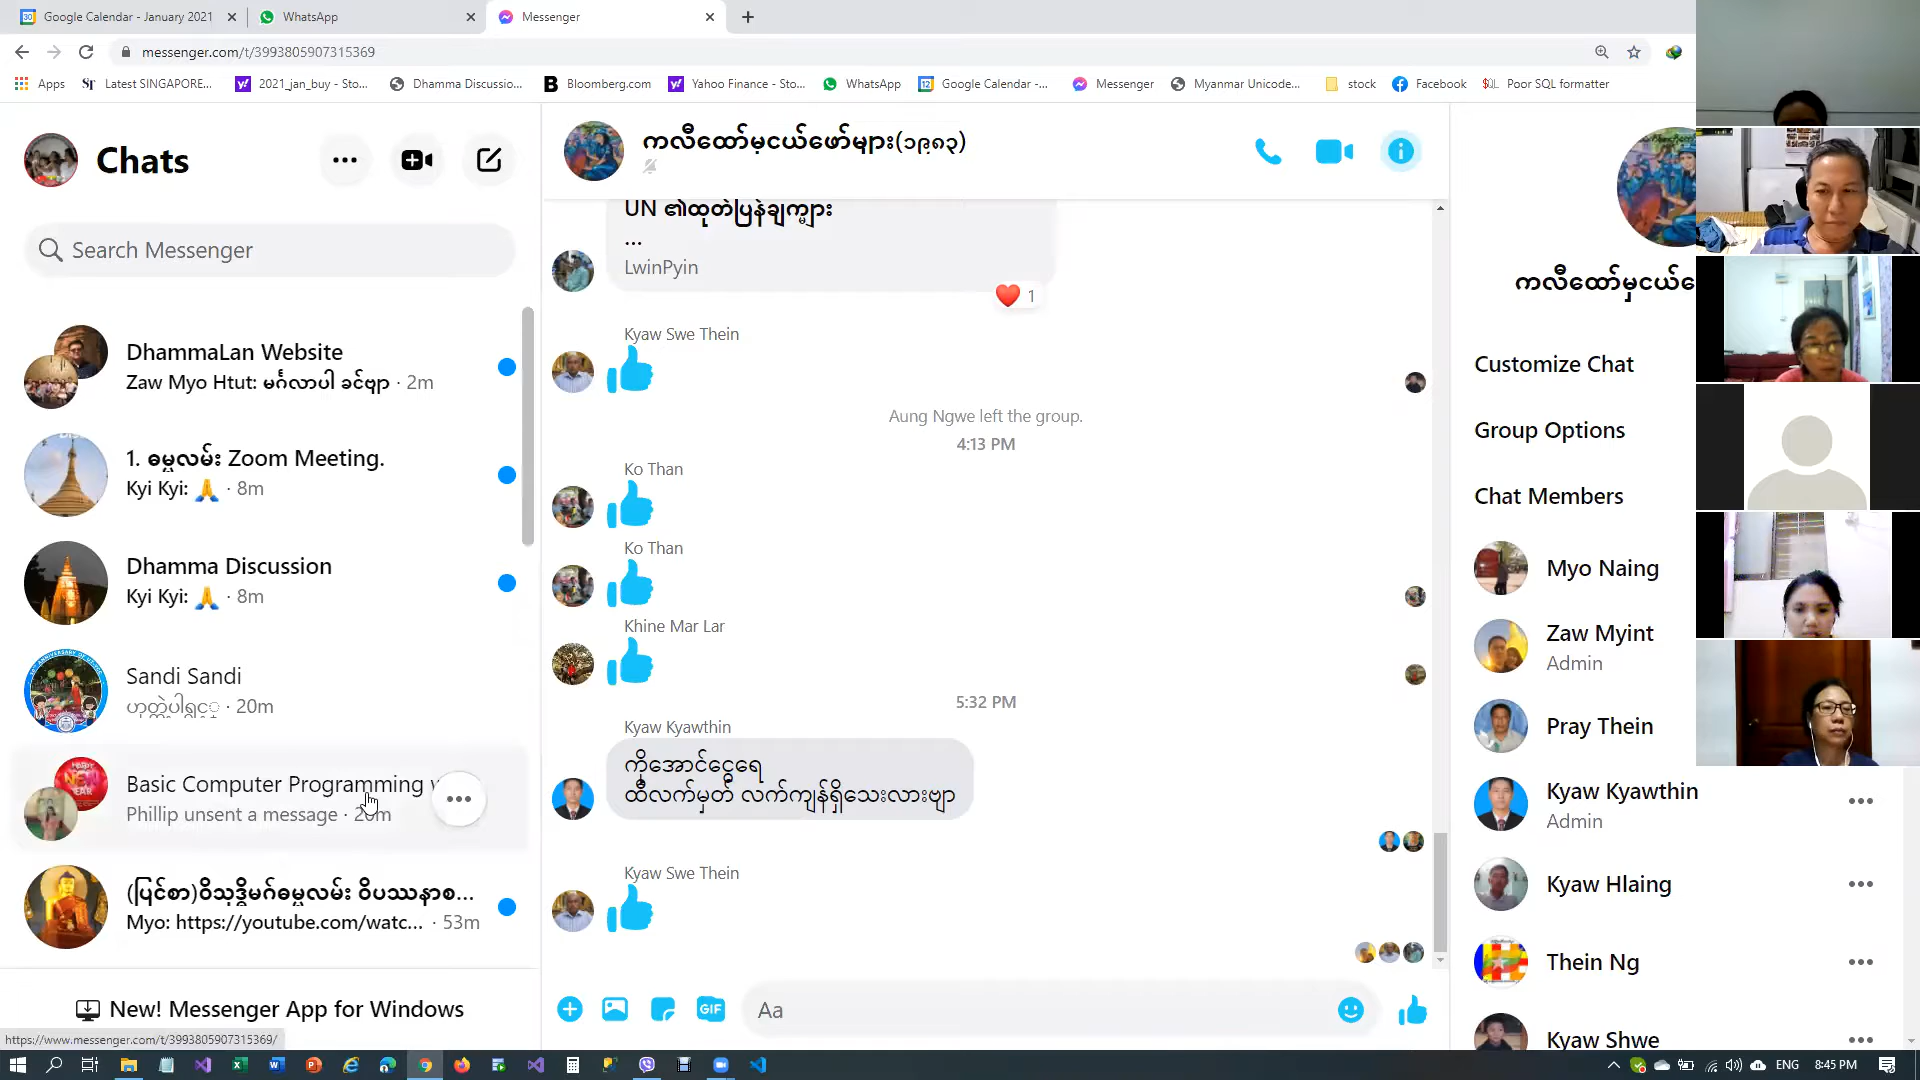 Google Calendar - January 2021
WhatsApp
Messenger
messenger.com/t/3993805907315369
Apps
Latest SINGAPORE...
2021_jan_buy - Sto...
Dhamma Discussio...
Bloomberg.com
Yahoo Finance - Sto...
WhatsApp
Google Calendar -...
Messenger
Myanmar Unicode...
stock
Facebook
Poor SQL formatter
Chats
Search Messenger
DhammaLan Website
Zaw Myo Htut: မင်္ဂလာပါ ခင်ဗျာ · 2m
1. ဓမ္မလမ်း Zoom Meeting.
Kyi Kyi: 🙏 · 8m
Dhamma Discussion
Kyi Kyi: 🙏 · 8m
Sandi Sandi
· 20m
Basic Computer Programming
Phillip unsent a message · 20m
(ပြင်စာ)ဝိသုဒ္ဓိမဂ်ဓမ္မလမ်း ဝိပဿနာစ...
Myo: https://youtube.com/watc... · 53m
New! Messenger App for Windows
https://www.messenger.com/t/3993805907315369/
ကလီထော်မှငယ်ဖော်များ(၁၉၈၃)
UN ၏ထုတ်ပြန်ချက်များ
...
LwinPyin
1
Kyaw Swe Thein
Aung Ngwe left the group.
4:13 PM
Ko Than
Ko Than
Khine Mar Lar
5:32 PM
Kyaw Kyawthin
ကိုအောင်ငွေရေ
ထီလက်မှတ် လက်ကျန်ရှိသေးလားဗျာ
Kyaw Swe Thein
GIF
Aa
ကလီထော်မှငယ်ဖေ
Customize Chat
Group Options
Chat Members
Myo Naing
Zaw Myint
Admin
Pray Thein
Kyaw Kyawthin
Admin
Kyaw Hlaing
Thein Ng
Kyaw Shwe
ENG
8:45 PM